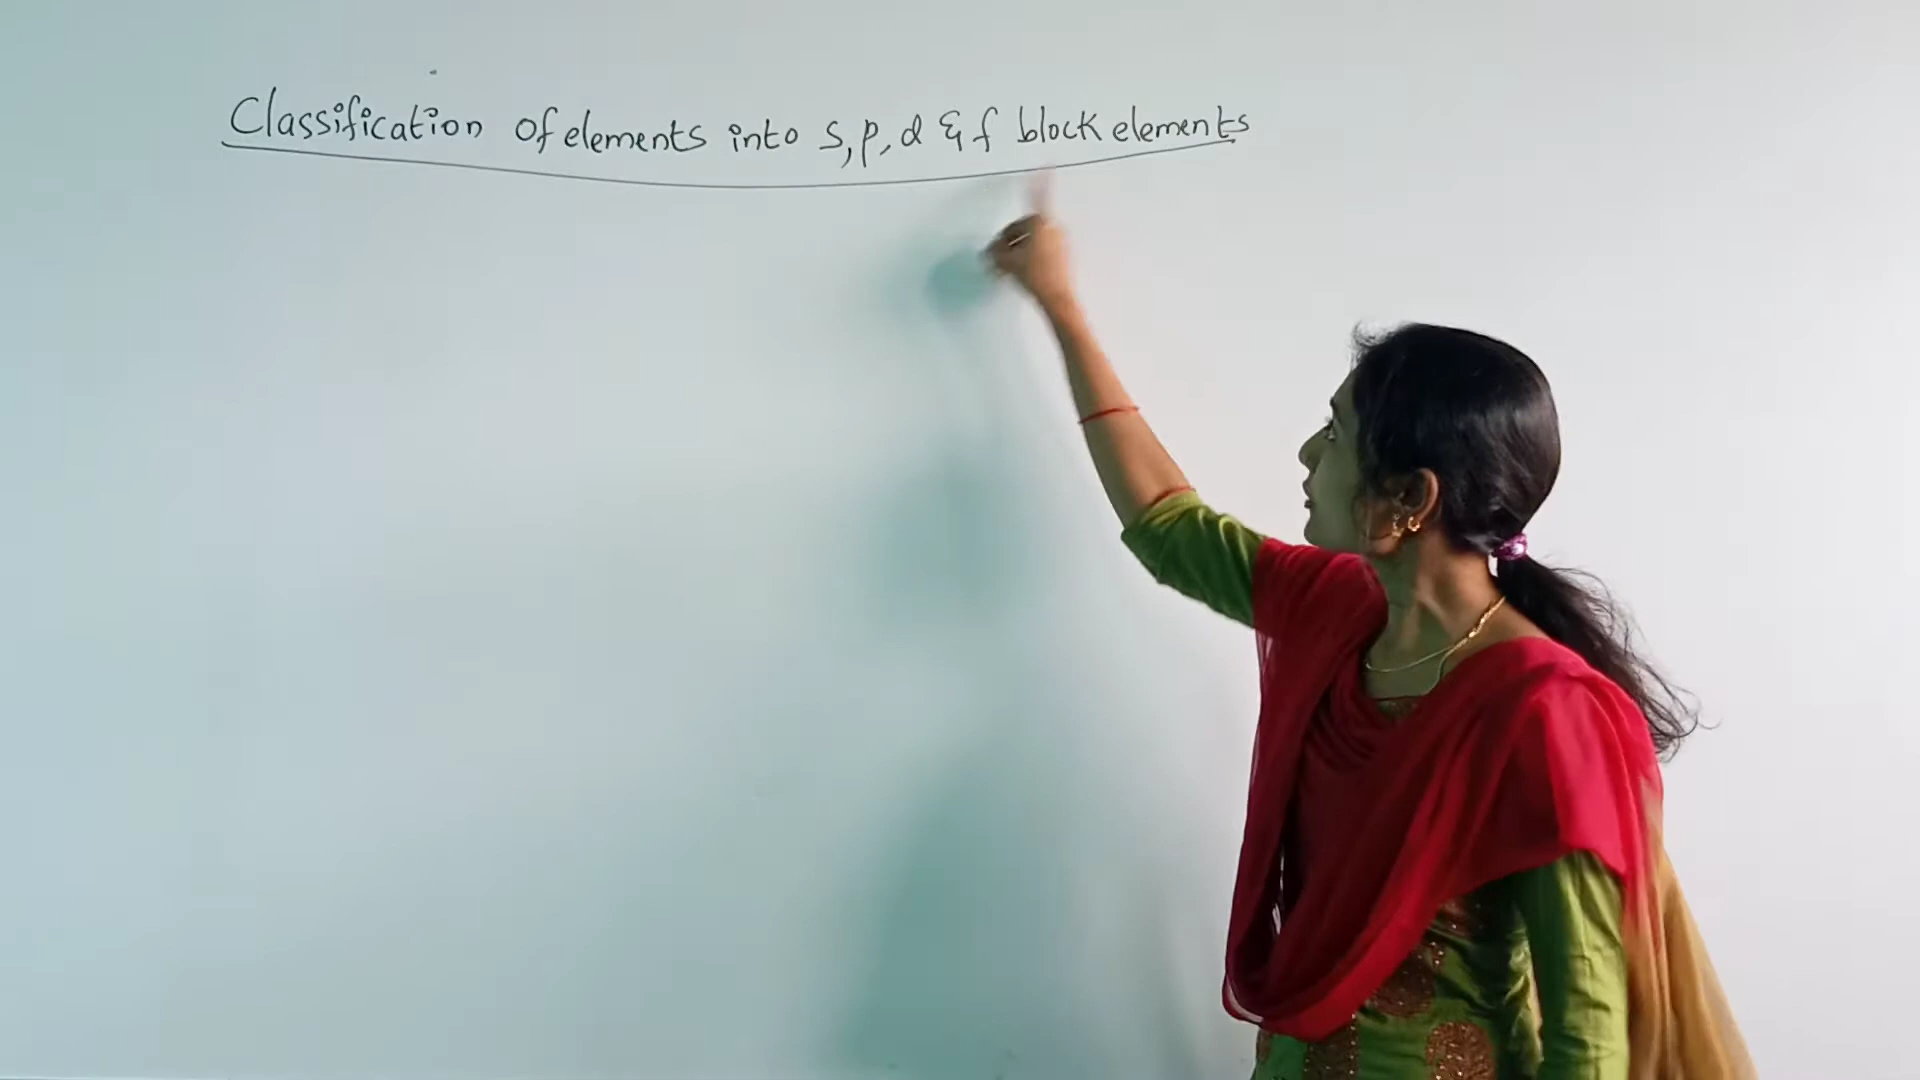 Classification of elements into s, p, d & f block elements